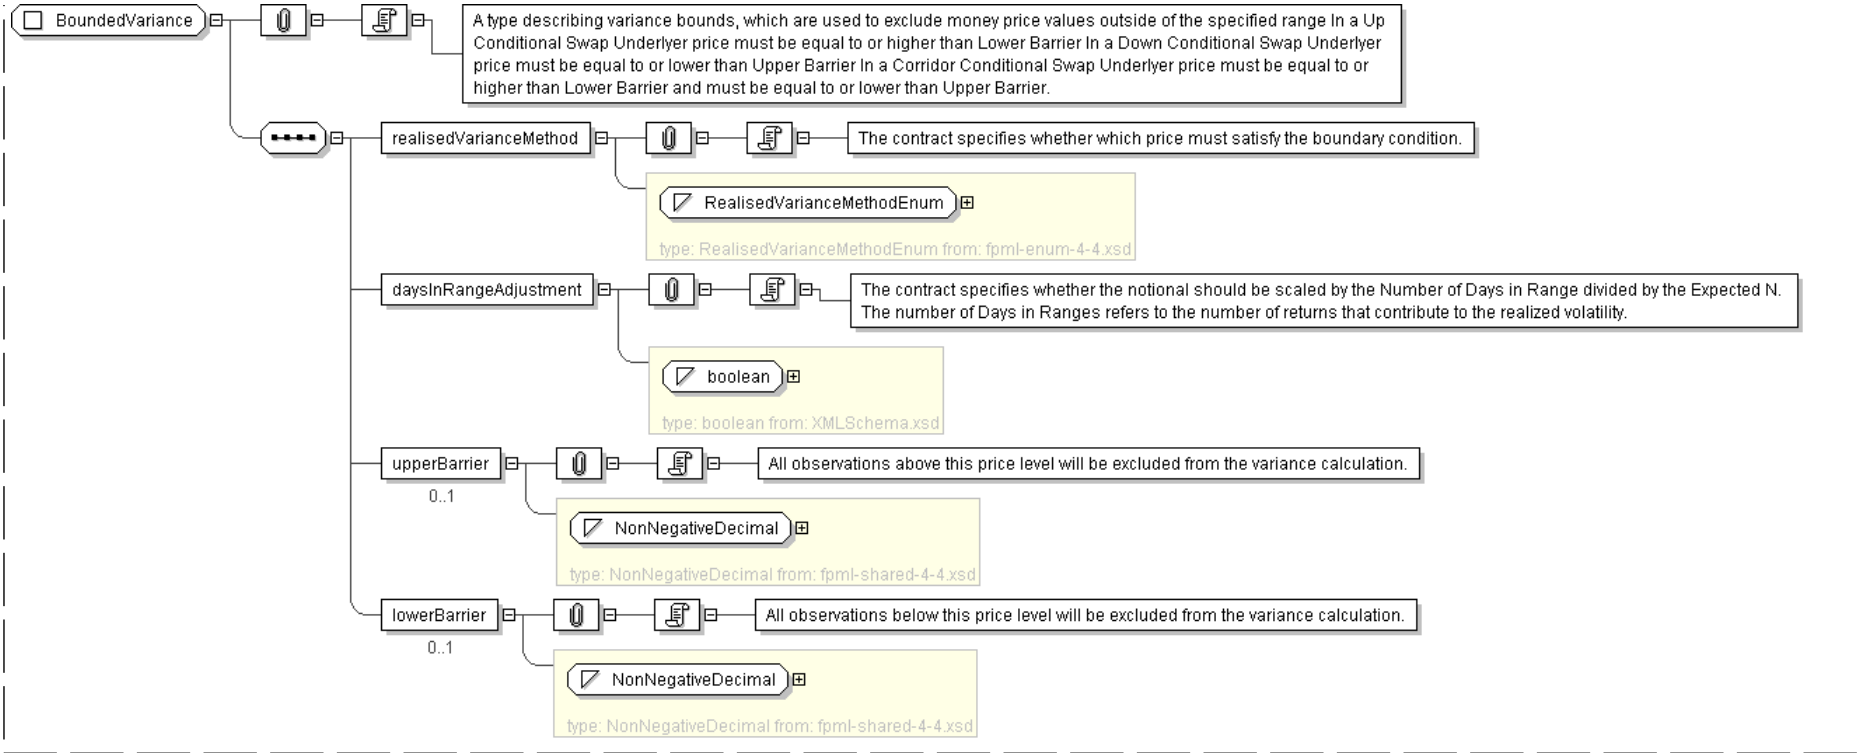 BoundedVariance
A type describing variance bounds, which are used to exclude money price values outside of the specified range In a Up
Conditional Swap Underlyer price must be equal to or higher than Lower Barrier In a Down Conditional Swap Underlyer
price must be equal to or lower than Upper Barrier In a Corridor Conditional Swap Underlyer price must be equal to or
higher than Lower Barrier and must be equal to or lower than Upper Barrier.
realisedVarianceMethod
The contract specifies whether which price must satisfy the boundary condition.
RealisedVarianceMethodEnum
type: RealisedVarianceMethodEnum from: fpml-enum-4-4.xsd
daysInRangeAdjustment
The contract specifies whether the notional should be scaled by the Number of Days in Range divided by the Expected N.
The number of Days in Ranges refers to the number of returns that contribute to the realized volatility.
boolean
type: boolean from: XMLSchema.xsd
upperBarrier
All observations above this price level will be excluded from the variance calculation.
0..1
NonNegativeDecimal
type: NonNegativeDecimal from: fpml-shared-4-4.xsd
lowerBarrier
All observations below this price level will be excluded from the variance calculation.
0..1
NonNegativeDecimal
type: NonNegativeDecimal from: fpml-shared-4-4.xsd